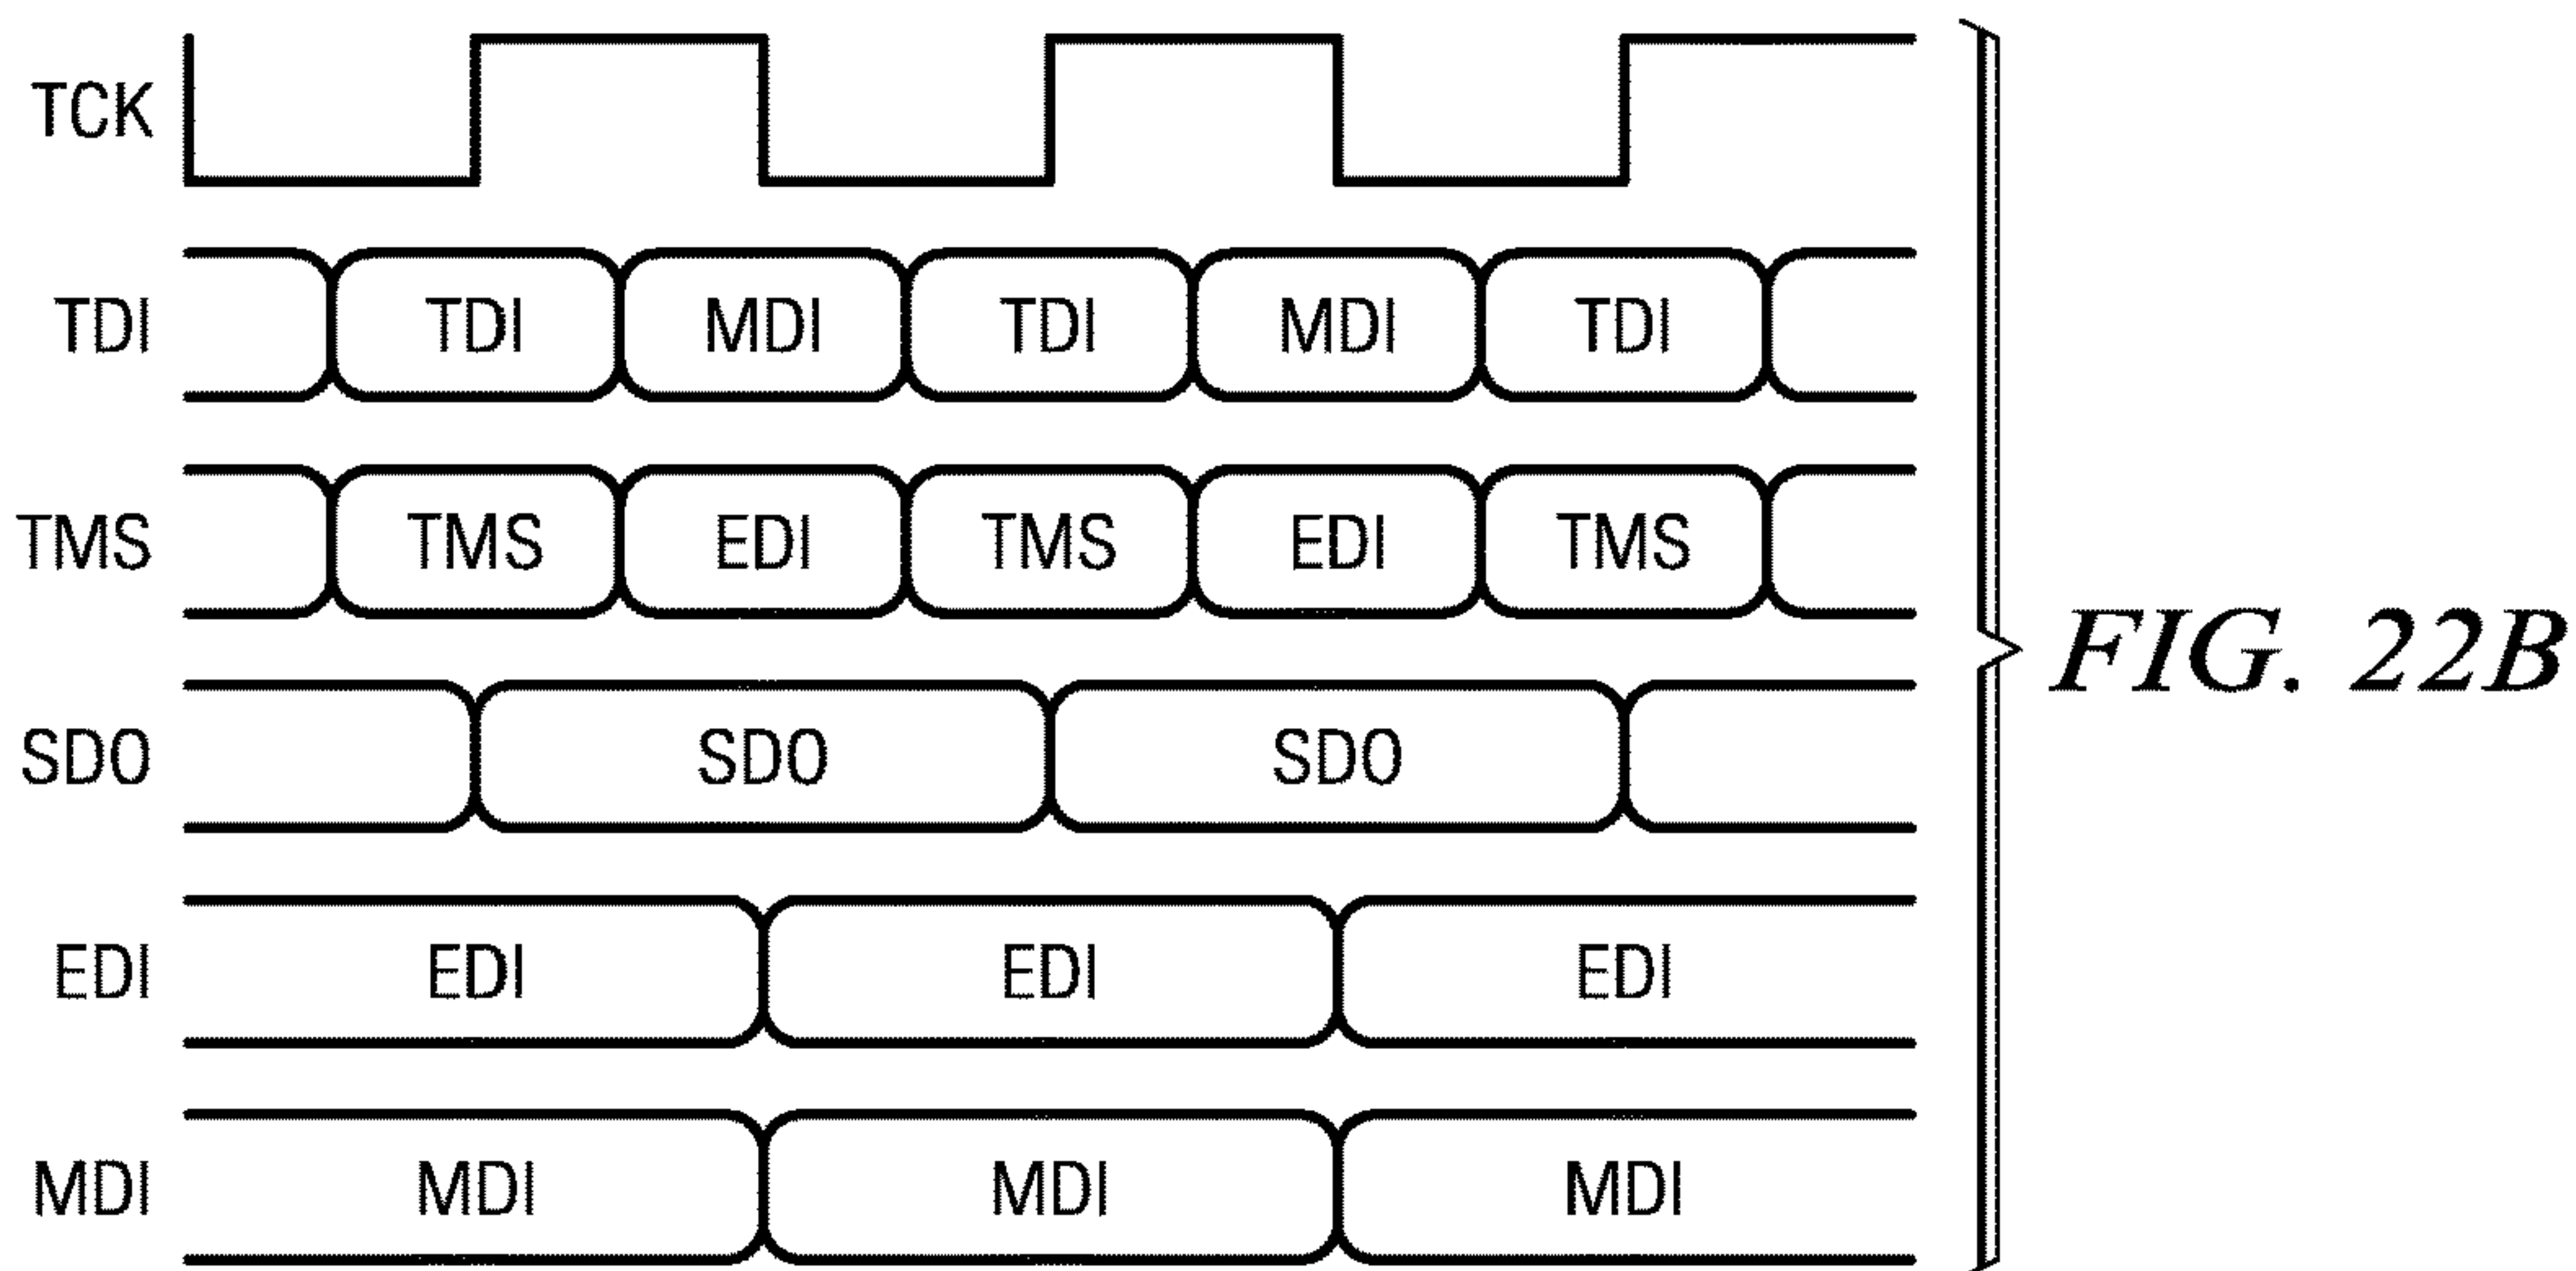 TCK
TDI TDI MDI TDI MDI TDI
TMS TMS EDI TMS EDI TMS
SDO SDO SDO
FIG. 22B
EDI EDI EDI EDI
MDI MDI MDI MDI